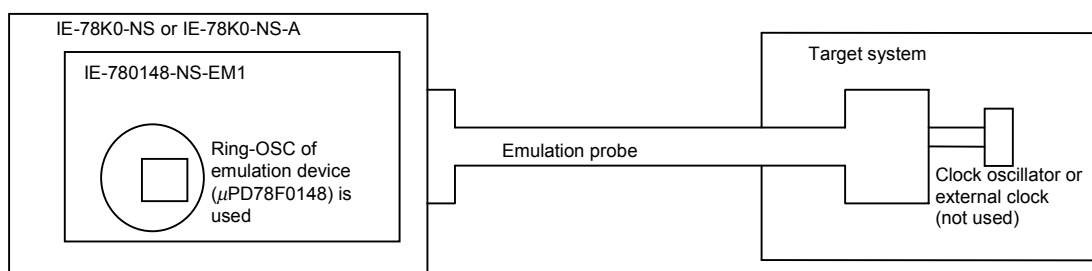 IE-78K0-NS or IE-78K0-NS-A
IE-780148-NS-EM1
Ring-OSC of
emulation device
(μPD78F0148) is
used
Emulation probe
Target system
Clock oscillator or
external clock
(not used)